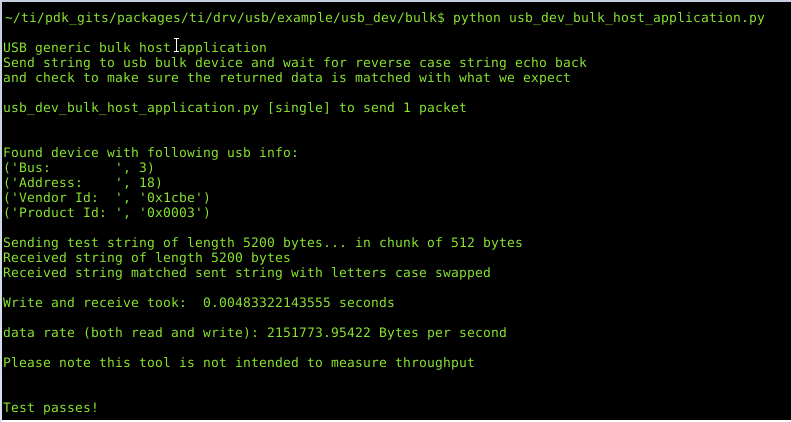 ~/ti/pdk_gits/packages/ti/drv/usb/example/usb_dev/bulk$ python usb_dev_bulk_host_application.py
USB generic bulk host application
Send string to usb bulk device and wait for reverse case string echo back
and check to make sure the returned data is matched with what we expect
usb_dev_bulk_host_application.py [single] to send 1 packet
Found device with following usb info:
('Bus:        ', 3)
('Address:    ', 18)
('Vendor Id:  ', '0x1cbe')
('Product Id: ', '0x0003')
Sending test string of length 5200 bytes... in chunk of 512 bytes
Received string of length 5200 bytes
Received string matched sent string with letters case swapped
Write and receive took:  0.00483322143555 seconds
data rate (both read and write): 2151773.95422 Bytes per second
Please note this tool is not intended to measure throughput
Test passes!